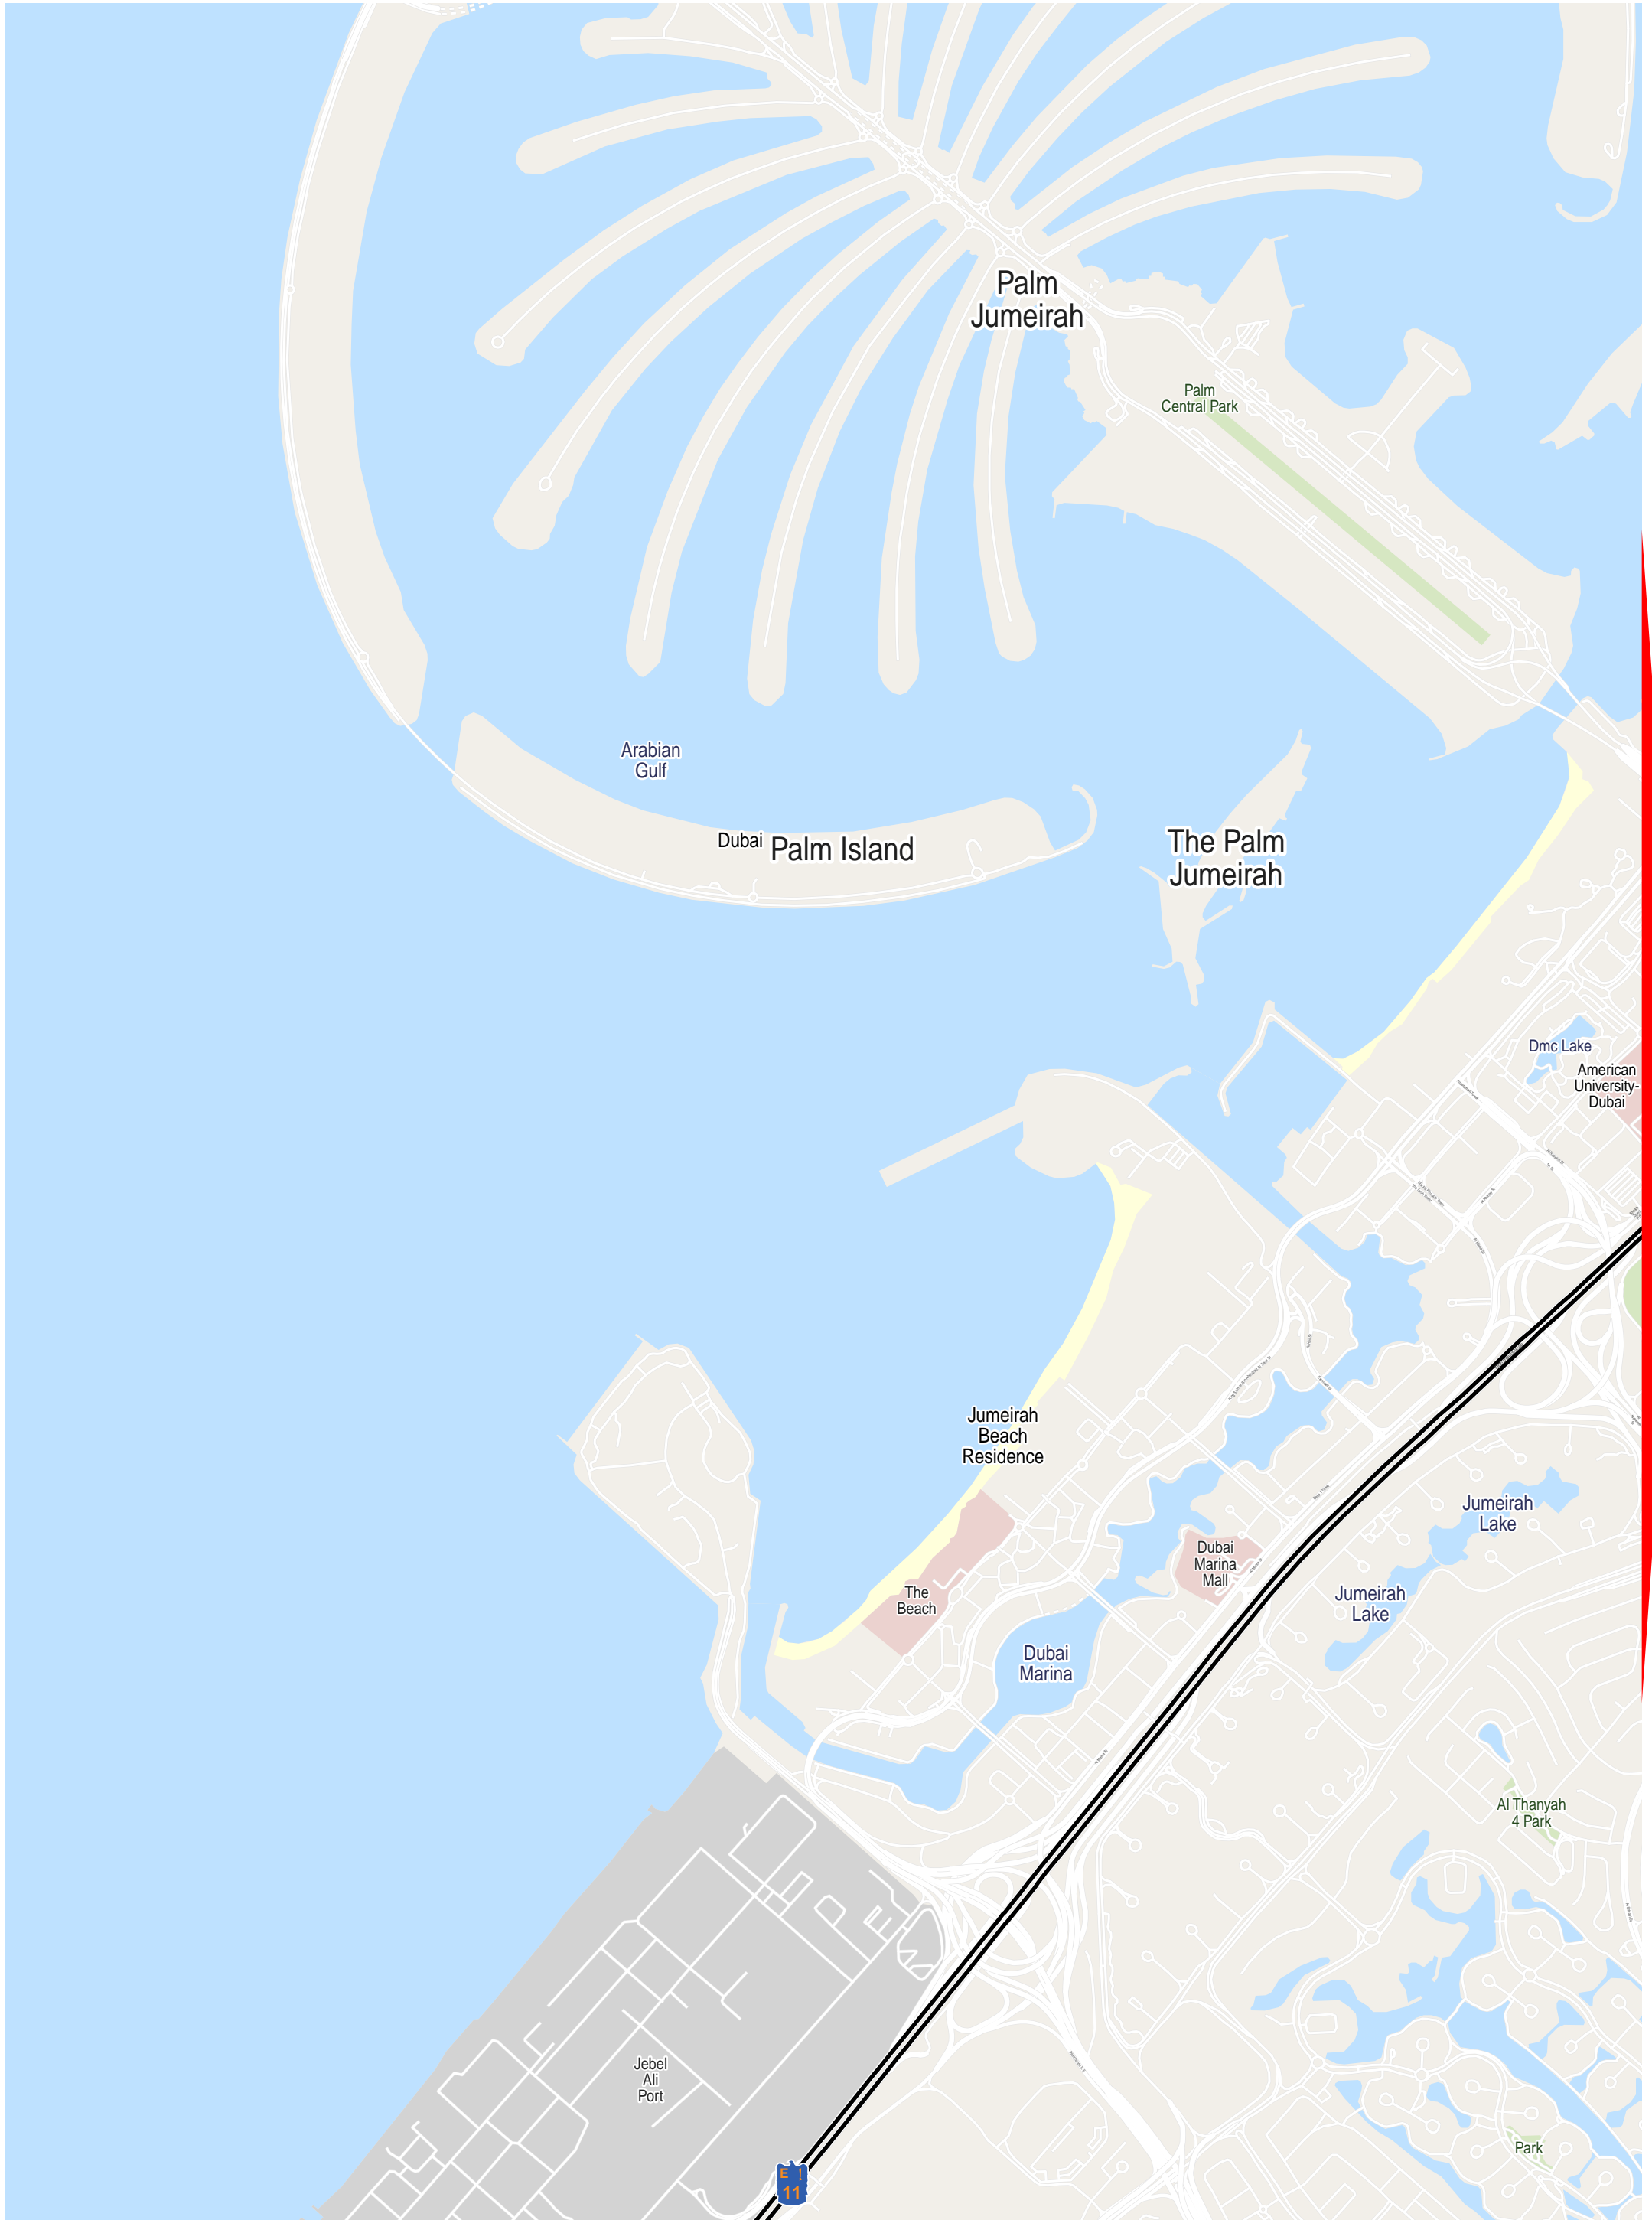 Palm
Jumeirah
Palm
Central Park
Arabian
Gulf
Dubai
Palm Island
The Palm
Jumeirah
Dmc Lake
American
University-
Dubai
Jumeirah
Beach
Residence
Jumeirah
Lake
Dubai
Marina
Mall
The
Beach
Jumeirah
Lake
Dubai
Marina
Al Thanyah
4 Park
Jebel
Ali
Port
Park
E
11